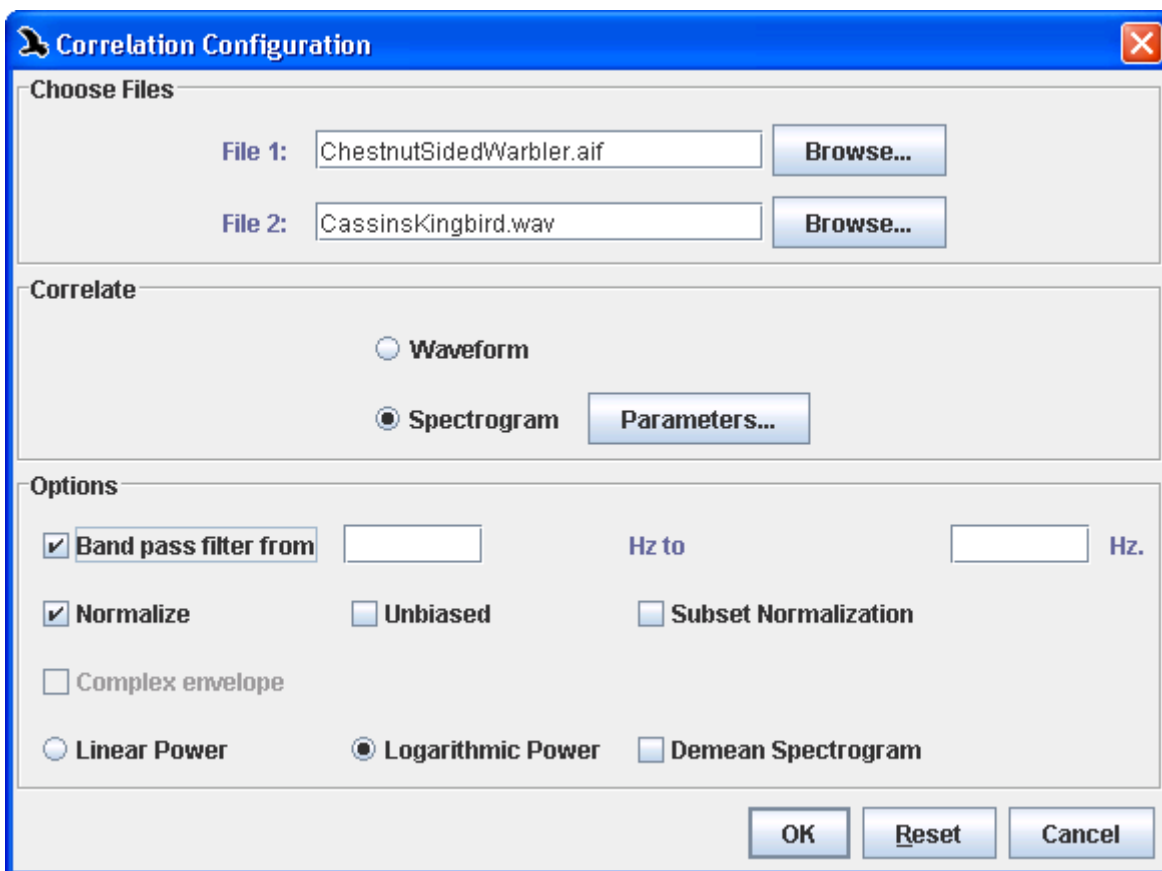 Correlation Configuration
Choose Files
File 1: ChestnutSidedWarbler.aif Browse...
File 2: CassinsKingbird.wav Browse...
Correlate
Waveform
Spectrogram Parameters...
Options
Band pass filter from Hz to Hz.
Normalize Unbiased Subset Normalization
Complex envelope
Linear Power Logarithmic Power Demean Spectrogram
OK Reset Cancel